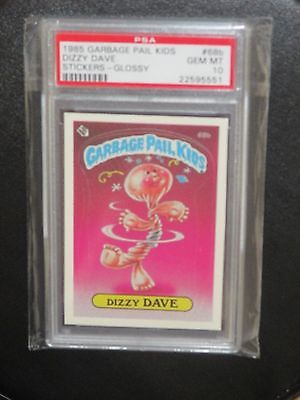 PSA
1985 GARBAGE PAIL KIDS #68b
DIZZY DAVE GEM MT
STICKERS-GLOSSY 10
22595551
68b
GARBAGE PAIL KIDS
DIZZY DAVE